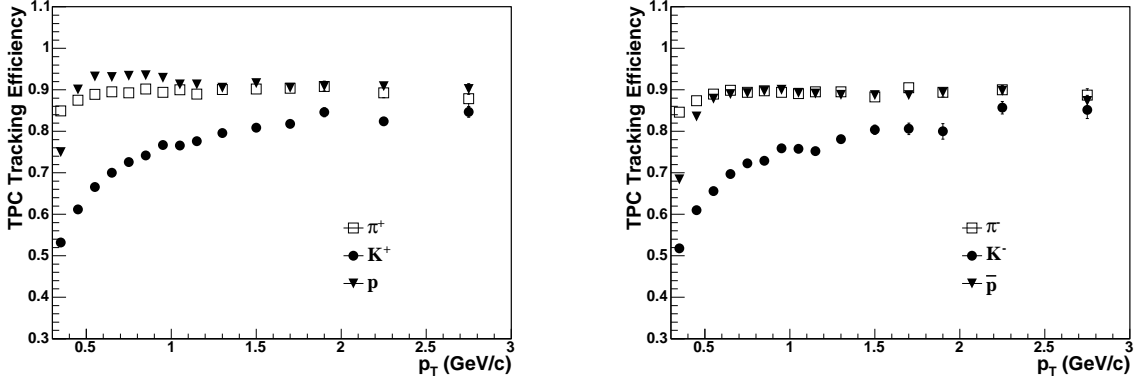 TPC Tracking Efficiency
1.1
1
0.9
0.8
0.7
0.6
0.5
0.4
0.3
π⁺
K⁺
p
0.5 1 1.5 2 2.5 3
p_T (GeV/c)
TPC Tracking Efficiency
1.1
1
0.9
0.8
0.7
0.6
0.5
0.4
0.3
π⁻
K⁻
p̅
0.5 1 1.5 2 2.5 3
p_T (GeV/c)